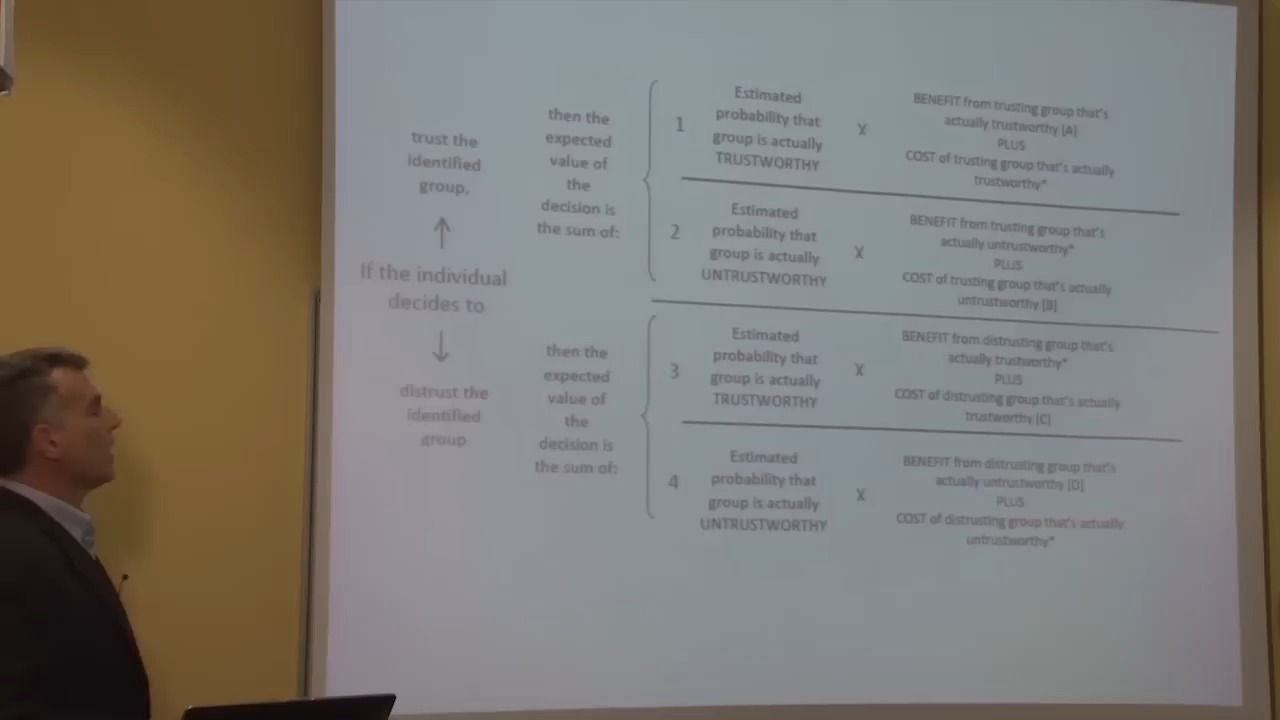 trust the
identified
group,
If the individual
decides to
distrust the
identified
group
then the
expected
value of
the
decision is
the sum of:
1
Estimated
probability that
group is actually
TRUSTWORTHY
X
BENEFIT from trusting group that's
actually trustworthy [A]
PLUS
COST of trusting group that's actually
trustworthy*
2
Estimated
probability that
group is actually
UNTRUSTWORTHY
X
BENEFIT from trusting group that's
actually untrustworthy*
PLUS
COST of trusting group that's actually
untrustworthy [B]
then the
expected
value of
the
decision is
the sum of:
3
Estimated
probability that
group is actually
TRUSTWORTHY
X
BENEFIT from distrusting group that's
actually trustworthy*
PLUS
COST of distrusting group that's actually
trustworthy [C]
4
Estimated
probability that
group is actually
UNTRUSTWORTHY
X
BENEFIT from distrusting group that's
actually untrustworthy [D]
PLUS
COST of distrusting group that's actually
untrustworthy*